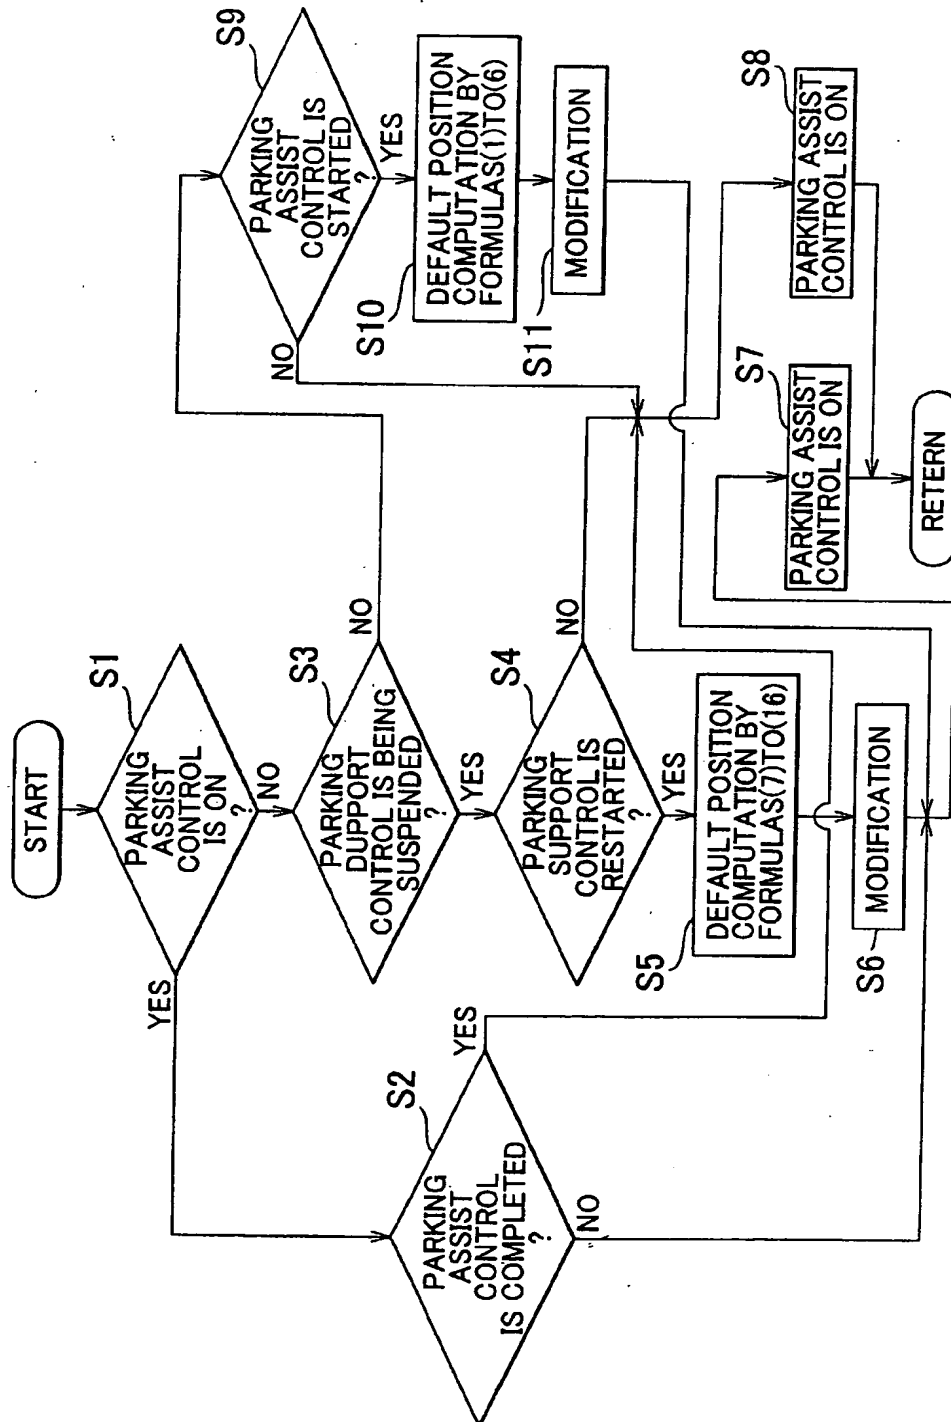 START
PARKING
ASSIST
CONTROL
IS ON
?
S1
YES
NO
PARKING
ASSIST
CONTROL
IS COMPLETED
?
S2
YES
NO
PARKING
DUPPORT
CONTROL IS BEING
SUSPENDED
?
S3
NO
YES
PARKING
SUPPORT
CONTROL IS
RESTARTED
?
S4
NO
YES
DEFAULT POSITION
COMPUTATION BY
FORMULAS(7)TO(16)
S5
MODIFICATION
S6
PARKING
ASSIST
CONTROL IS
STARTED
?
S9
NO
YES
DEFAULT POSITION
COMPUTATION BY
FORMULAS(1)TO(6)
S10
MODIFICATION
S11
PARKING ASSIST
CONTROL IS ON
S7
PARKING ASSIST
CONTROL IS ON
S8
RETERN